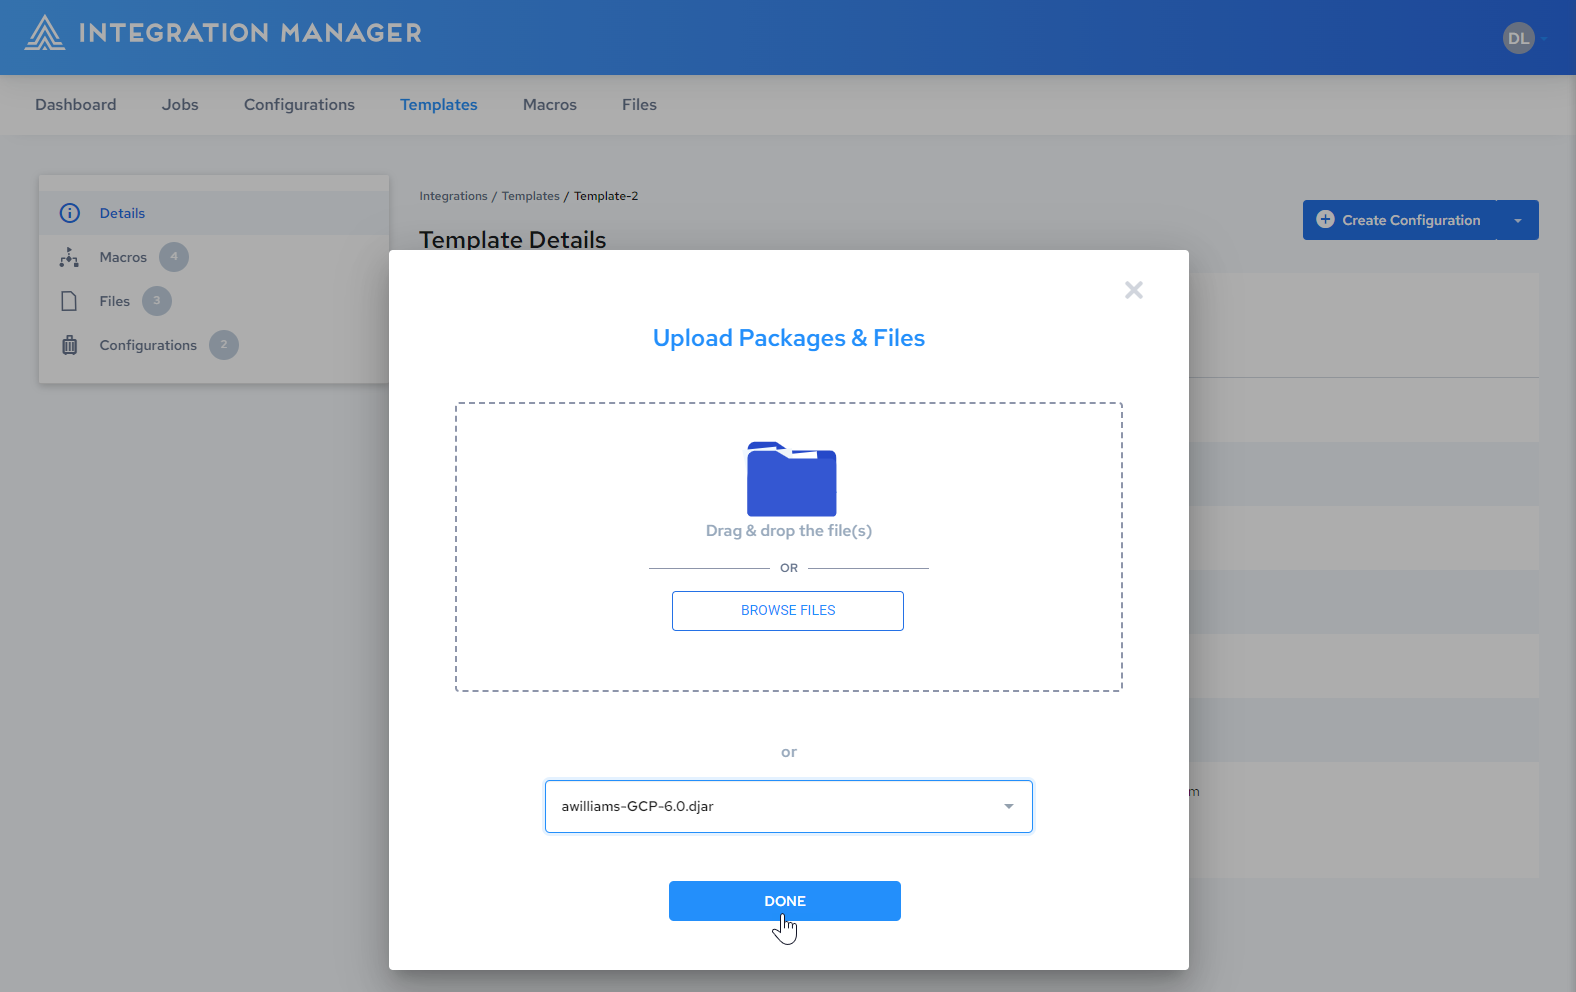 INTEGRATION MANAGER
DL
Dashboard
Jobs
Configurations
Templates
Macros
Files
Details
Macros 4
Files 3
Configurations 2
Integrations / Templates / Template-2
Template Details
Create Configuration
Upload Packages & Files
Drag & drop the file(s)
OR
BROWSE FILES
or
awilliams-GCP-6.0.djar
DONE
m